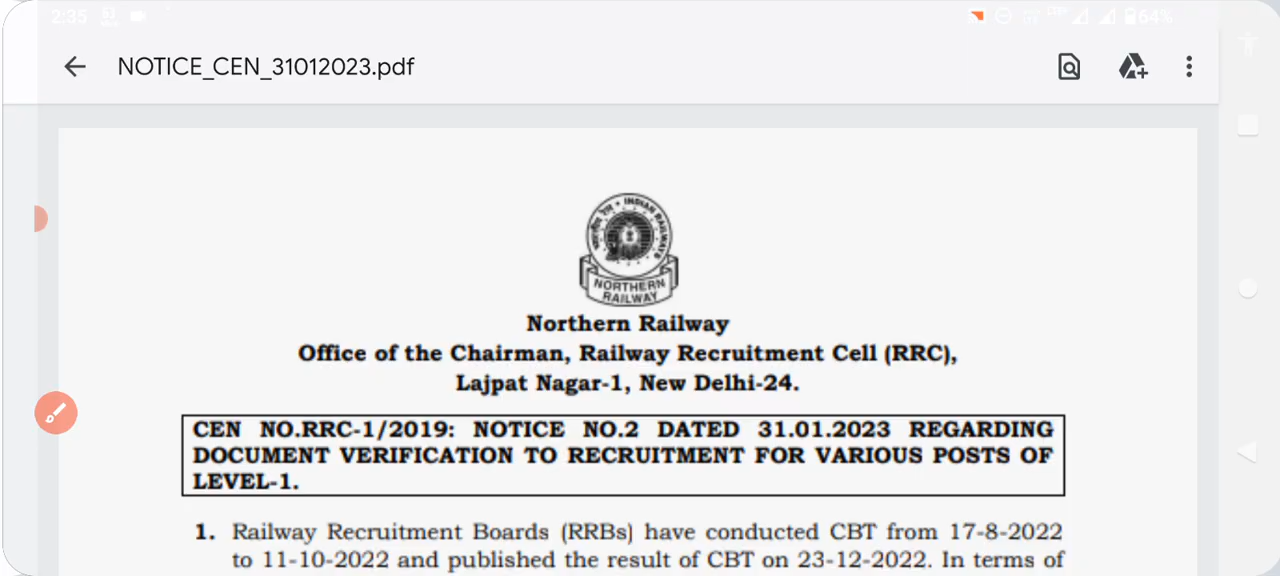 2:35
64%
NOTICE_CEN_31012023.pdf
INDIAN RAILWAYS
NORTHERN
RAILWAY
Northern Railway
Office of the Chairman, Railway Recruitment Cell (RRC),
Lajpat Nagar-1, New Delhi-24.
CEN NO.RRC-1/2019: NOTICE NO.2 DATED 31.01.2023 REGARDING
DOCUMENT VERIFICATION TO RECRUITMENT FOR VARIOUS POSTS OF
LEVEL-1.
1. Railway Recruitment Boards (RRBs) have conducted CBT from 17-8-2022
to 11-10-2022 and published the result of CBT on 23-12-2022. In terms of